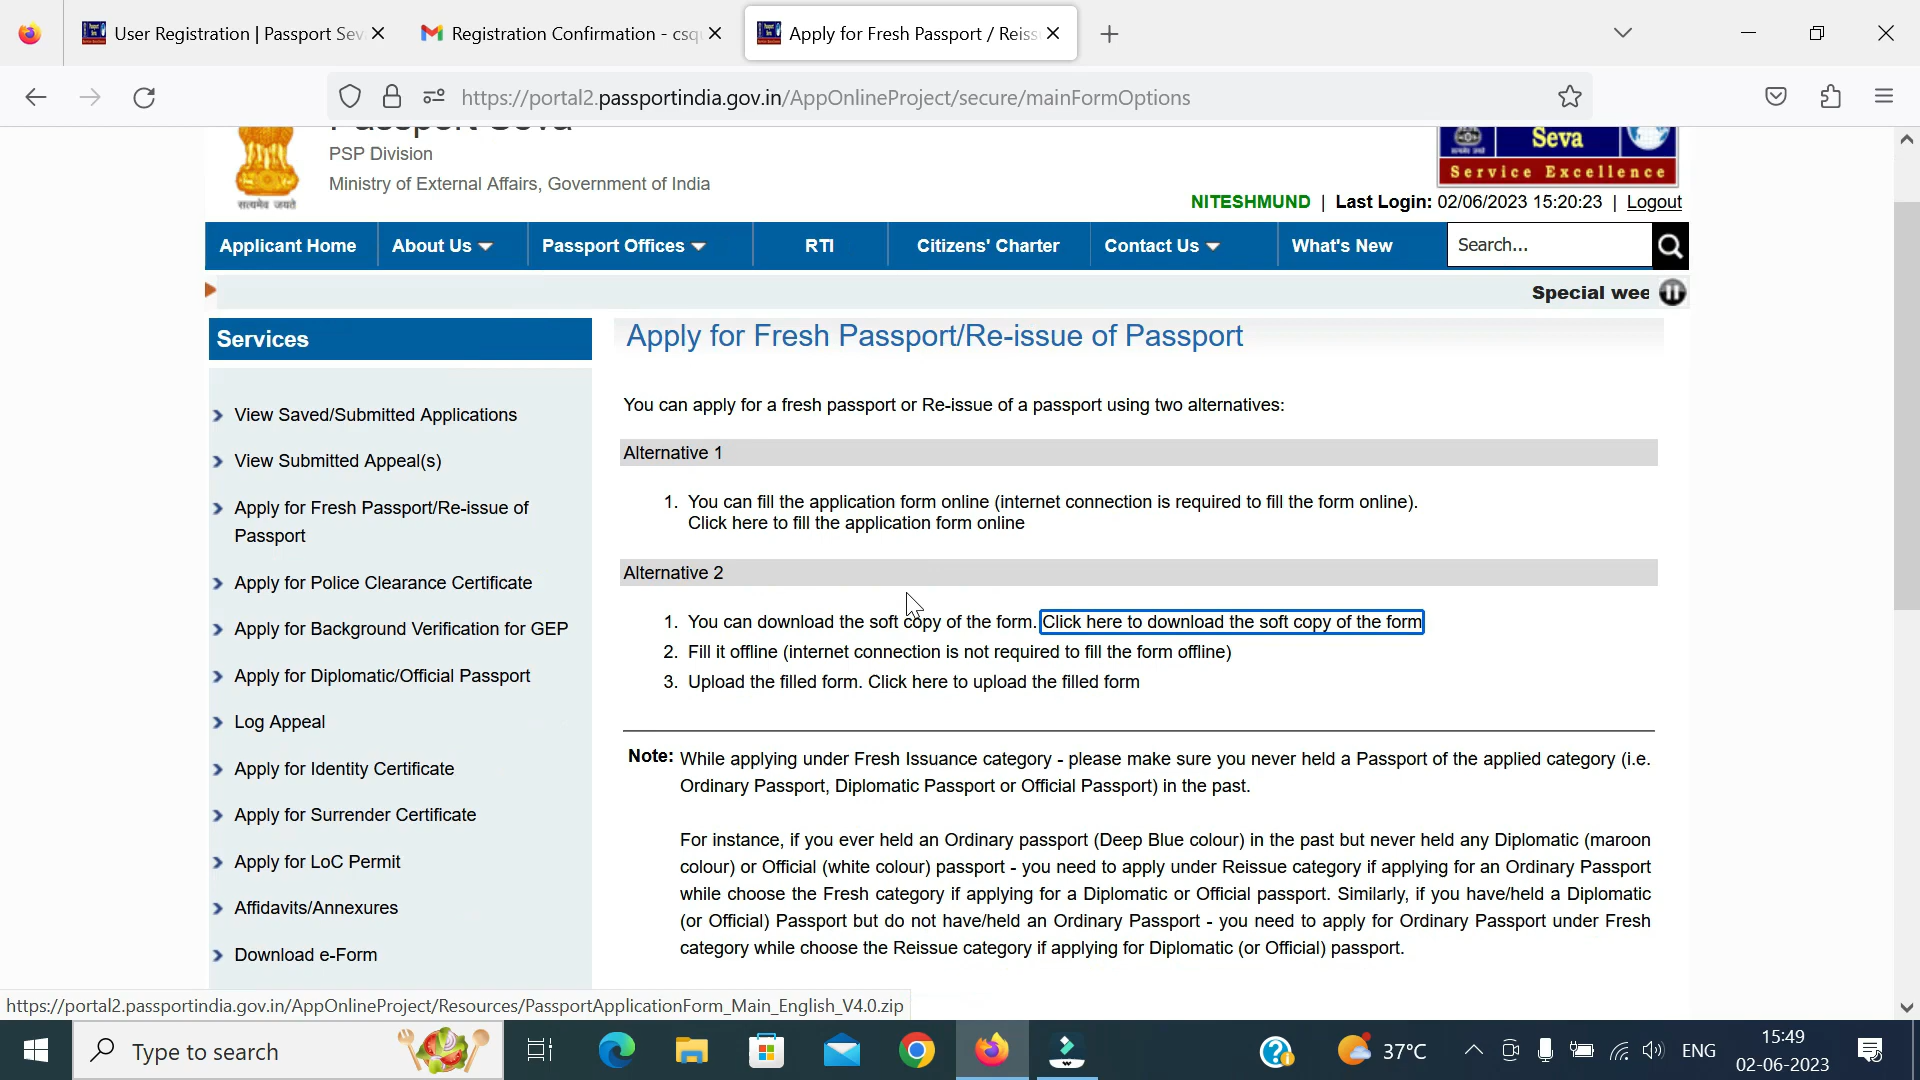 User Registration | Passport Sev
Registration Confirmation - csq
Apply for Fresh Passport / Reiss
https://portal2.passportindia.gov.in/AppOnlineProject/secure/mainFormOptions
Passport Seva
PSP Division
Ministry of External Affairs, Government of India
सत्यमेव जयते
Seva
Service Excellence
NITESHMUND | Last Login: 02/06/2023 15:20:23 | Logout
Applicant Home About Us Passport Offices RTI Citizens' Charter Contact Us What's New Search...
Special wee
Services
View Saved/Submitted Applications
View Submitted Appeal(s)
Apply for Fresh Passport/Re-issue of
Passport
Apply for Police Clearance Certificate
Apply for Background Verification for GEP
Apply for Diplomatic/Official Passport
Log Appeal
Apply for Identity Certificate
Apply for Surrender Certificate
Apply for LoC Permit
Affidavits/Annexures
Download e-Form
Apply for Fresh Passport/Re-issue of Passport
You can apply for a fresh passport or Re-issue of a passport using two alternatives:
Alternative 1
1. You can fill the application form online (internet connection is required to fill the form online).
Click here to fill the application form online
Alternative 2
1. You can download the soft copy of the form. Click here to download the soft copy of the form
2. Fill it offline (internet connection is not required to fill the form offline)
3. Upload the filled form. Click here to upload the filled form
Note: While applying under Fresh Issuance category - please make sure you never held a Passport of the applied category (i.e.
Ordinary Passport, Diplomatic Passport or Official Passport) in the past.
For instance, if you ever held an Ordinary passport (Deep Blue colour) in the past but never held any Diplomatic (maroon
colour) or Official (white colour) passport - you need to apply under Reissue category if applying for an Ordinary Passport
while choose the Fresh category if applying for a Diplomatic or Official passport. Similarly, if you have/held a Diplomatic
(or Official) Passport but do not have/held an Ordinary Passport - you need to apply for Ordinary Passport under Fresh
category while choose the Reissue category if applying for Diplomatic (or Official) passport.
https://portal2.passportindia.gov.in/AppOnlineProject/Resources/PassportApplicationForm_Main_English_V4.0.zip
Type to search
37°C
ENG
15:49
02-06-2023